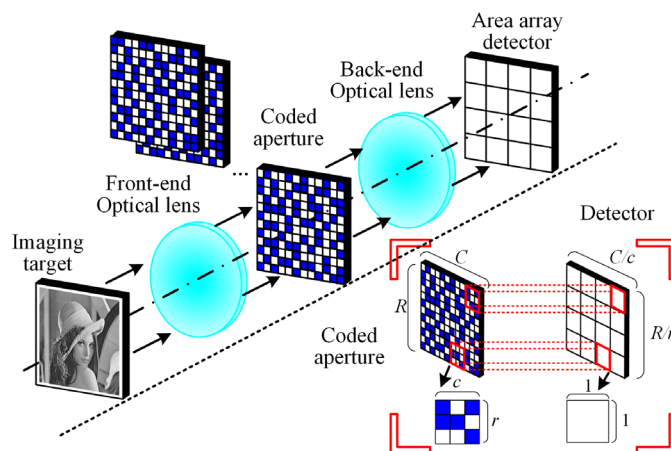 Area array
detector
Back-end
Optical lens
Coded
aperture
...
Front-end
Optical lens
Imaging
target
Detector
C
C/c
R
R/r
Coded
aperture
c
r
1
1